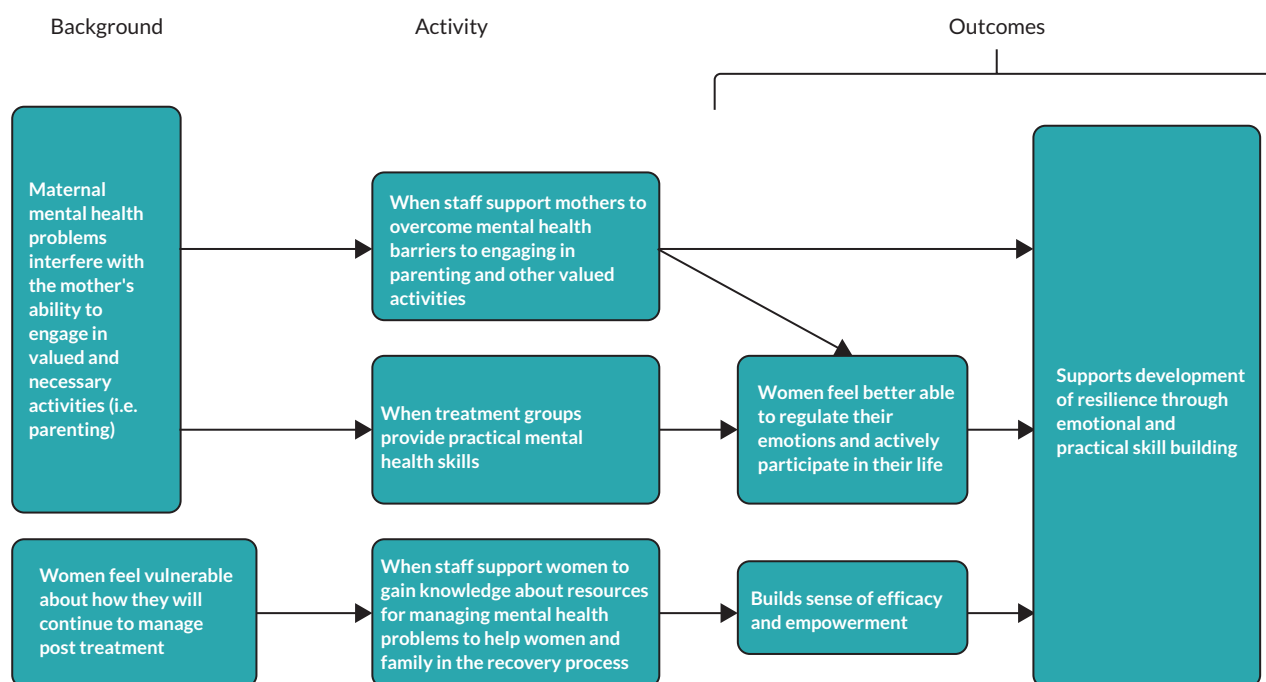 Background
Activity
Outcomes
Maternal
mental health
problems
interfere with
the mother's
ability to
engage in
valued and
necessary
activities (i.e.
parenting)
When staff support mothers to
overcome mental health
barriers to engaging in
parenting and other valued
activities
When treatment groups
provide practical mental
health skills
Women feel better able
to regulate their
emotions and actively
participate in their life
Supports development
of resilience through
emotional and
practical skill building
Women feel vulnerable
about how they will
continue to manage
post treatment
When staff support women to
gain knowledge about resources
for managing mental health
problems to help women and
family in the recovery process
Builds sense of efficacy
and empowerment